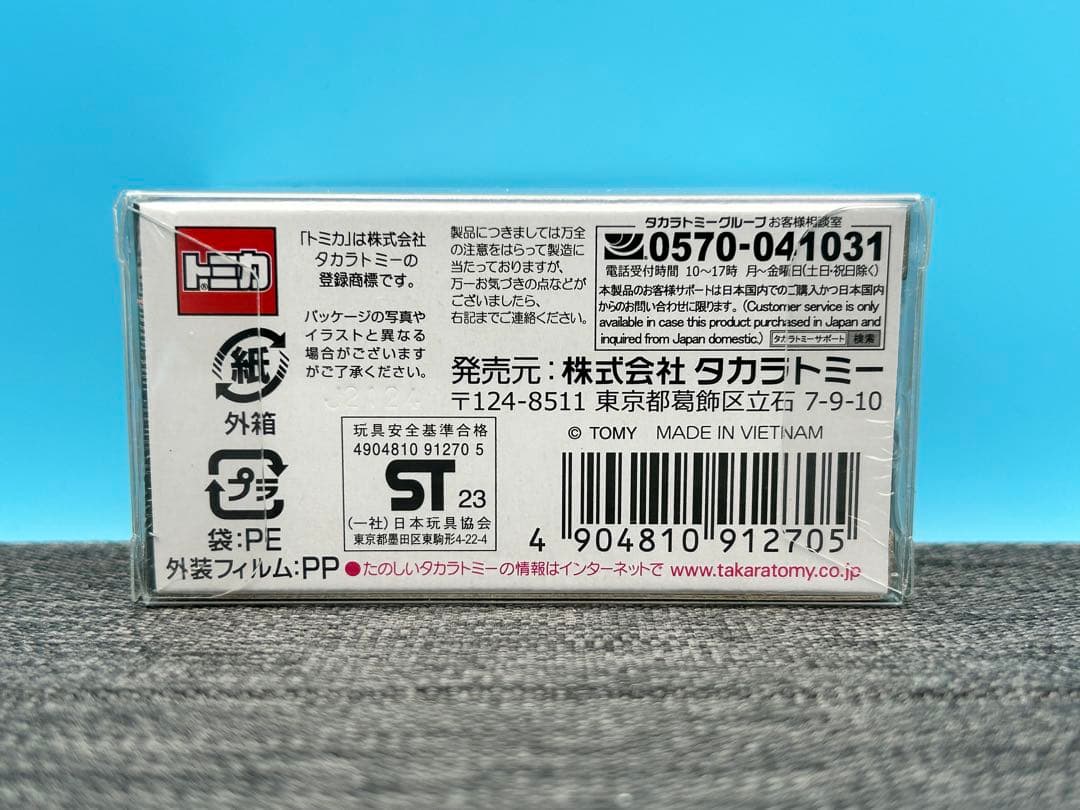 トミカ
®
「トミカ」は株式会社
タカラトミーの
登録商標です。
パッケージの写真や
イラストと異なる
場合がございます
がご了承ください。
製品につきましては万全
の注意をはらって製造に
当たっておりますが、
万一お気づきの点などが
ございましたら、
右記までご連絡ください。
タカラトミーグループお客様相談室
0570-041031
電話受付時間 10〜17時 月〜金曜日(土日・祝日除く)
本製品のお客様サポートは日本国内でのご購入かつ日本国内
からのお問い合わせに限ります。(Customer service is only
available in case this product purchased in Japan and
inquired from Japan domestic.) タカラトミーサポート 検索
発売元:株式会社 タカラトミー
〒124-8511 東京都葛飾区立石 7-9-10
© TOMY MADE IN VIETNAM
紙
外箱
プラ
袋:PE
外装フィルム:PP
玩具安全基準合格
4904810 91270 5
ST 23
(一社)日本玩具協会
東京都墨田区東駒形4-22-4
4 904810 912705
●たのしいタカラトミーの情報はインターネットで www.takaratomy.co.jp